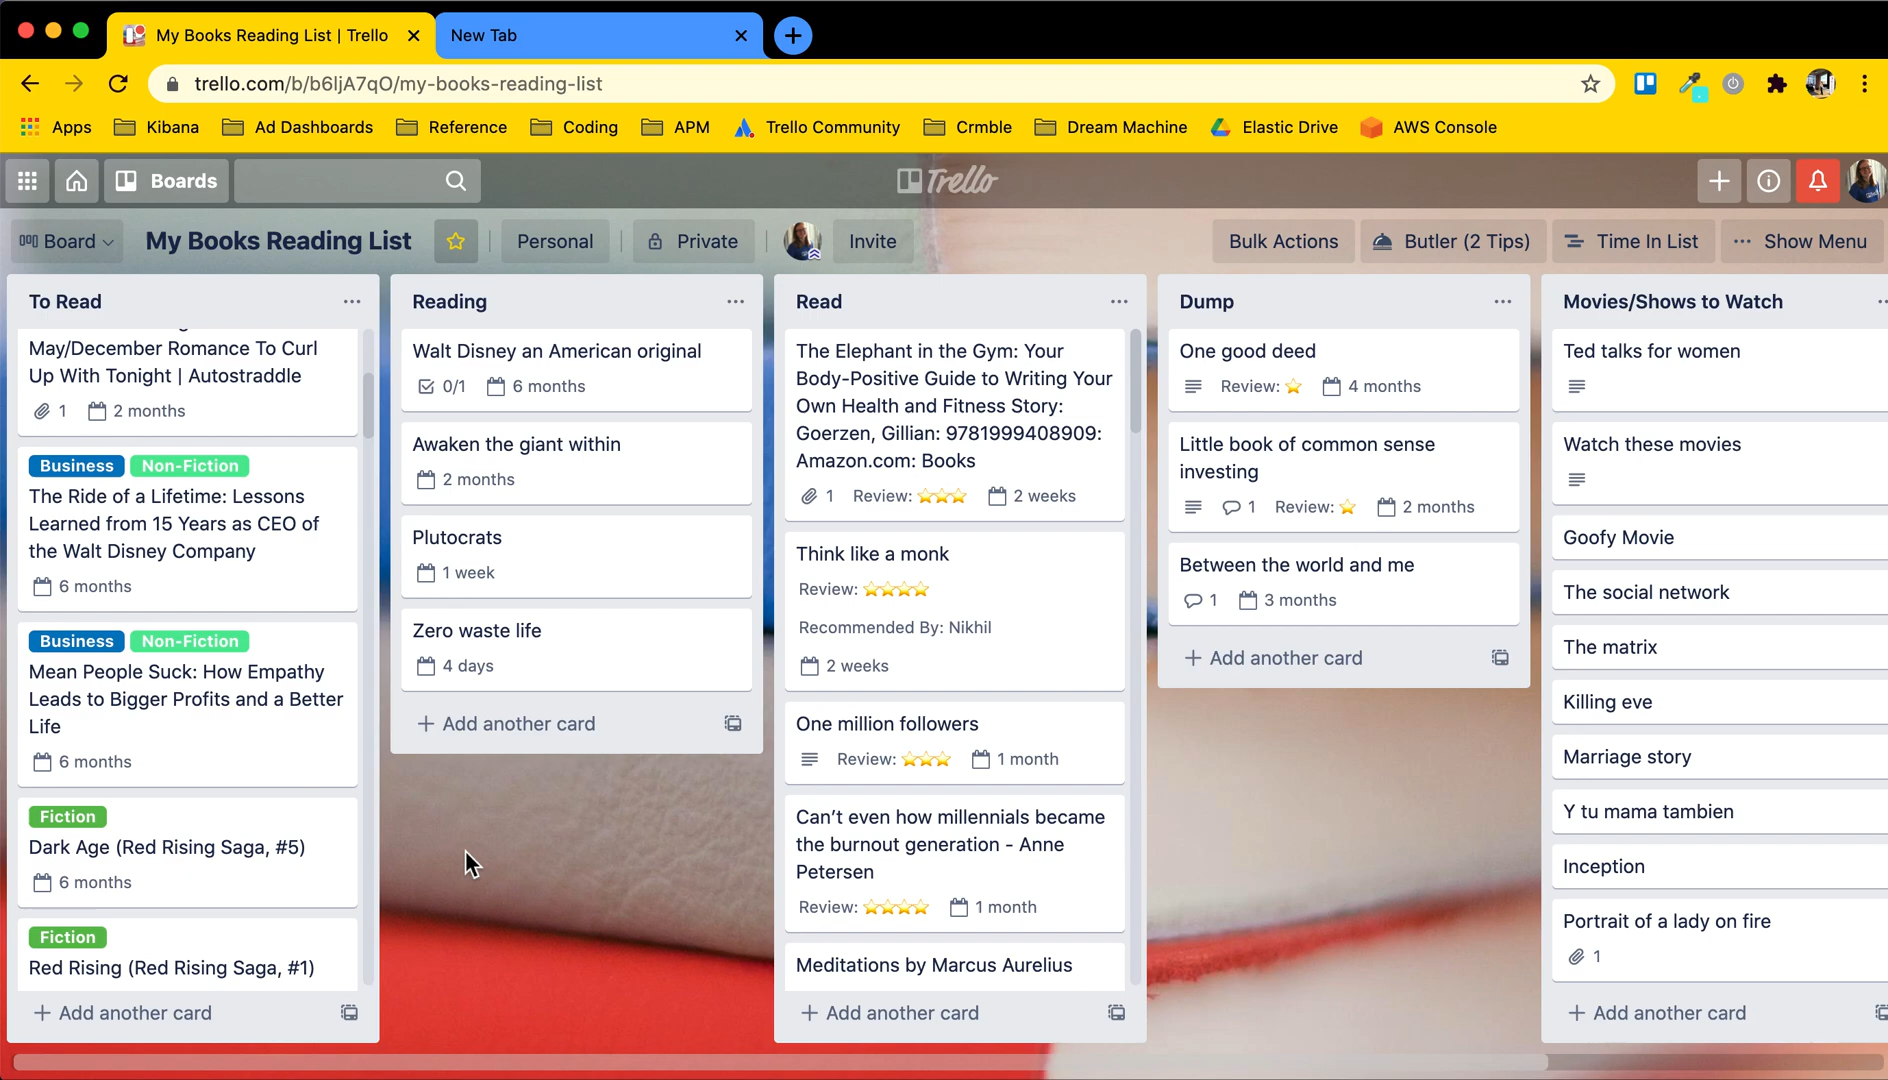 My Books Reading List | Trello
New Tab
trello.com/b/b6ljA7qO/my-books-reading-list
Apps
Kibana
Ad Dashboards
Reference
Coding
APM
Trello Community
Crmble
Dream Machine
Elastic Drive
AWS Console
Boards
Trello
Board
My Books Reading List
Personal
Private
Invite
Bulk Actions
Butler (2 Tips)
Time In List
Show Menu
To Read
May/December Romance To Curl
Up With Tonight | Autostraddle
1
2 months
Business
Non-Fiction
The Ride of a Lifetime: Lessons
Learned from 15 Years as CEO of
the Walt Disney Company
6 months
Business
Non-Fiction
Mean People Suck: How Empathy
Leads to Bigger Profits and a Better
Life
6 months
Fiction
Dark Age (Red Rising Saga, #5)
6 months
Fiction
Red Rising (Red Rising Saga, #1)
+ Add another card
Reading
Walt Disney an American original
0/1
6 months
Awaken the giant within
2 months
Plutocrats
1 week
Zero waste life
4 days
+ Add another card
Read
The Elephant in the Gym: Your
Body-Positive Guide to Writing Your
Own Health and Fitness Story:
Goerzen, Gillian: 9781999408909:
Amazon.com: Books
1
Review: ⭐⭐⭐
2 weeks
Think like a monk
Review: ⭐⭐⭐⭐
Recommended By: Nikhil
2 weeks
One million followers
Review: ⭐⭐⭐
1 month
Can’t even how millennials became
the burnout generation - Anne
Petersen
Review: ⭐⭐⭐⭐
1 month
Meditations by Marcus Aurelius
+ Add another card
Dump
One good deed
Review: ⭐
4 months
Little book of common sense
investing
1
Review: ⭐
2 months
Between the world and me
1
3 months
+ Add another card
Movies/Shows to Watch
Ted talks for women
Watch these movies
Goofy Movie
The social network
The matrix
Killing eve
Marriage story
Y tu mama tambien
Inception
Portrait of a lady on fire
1
+ Add another card